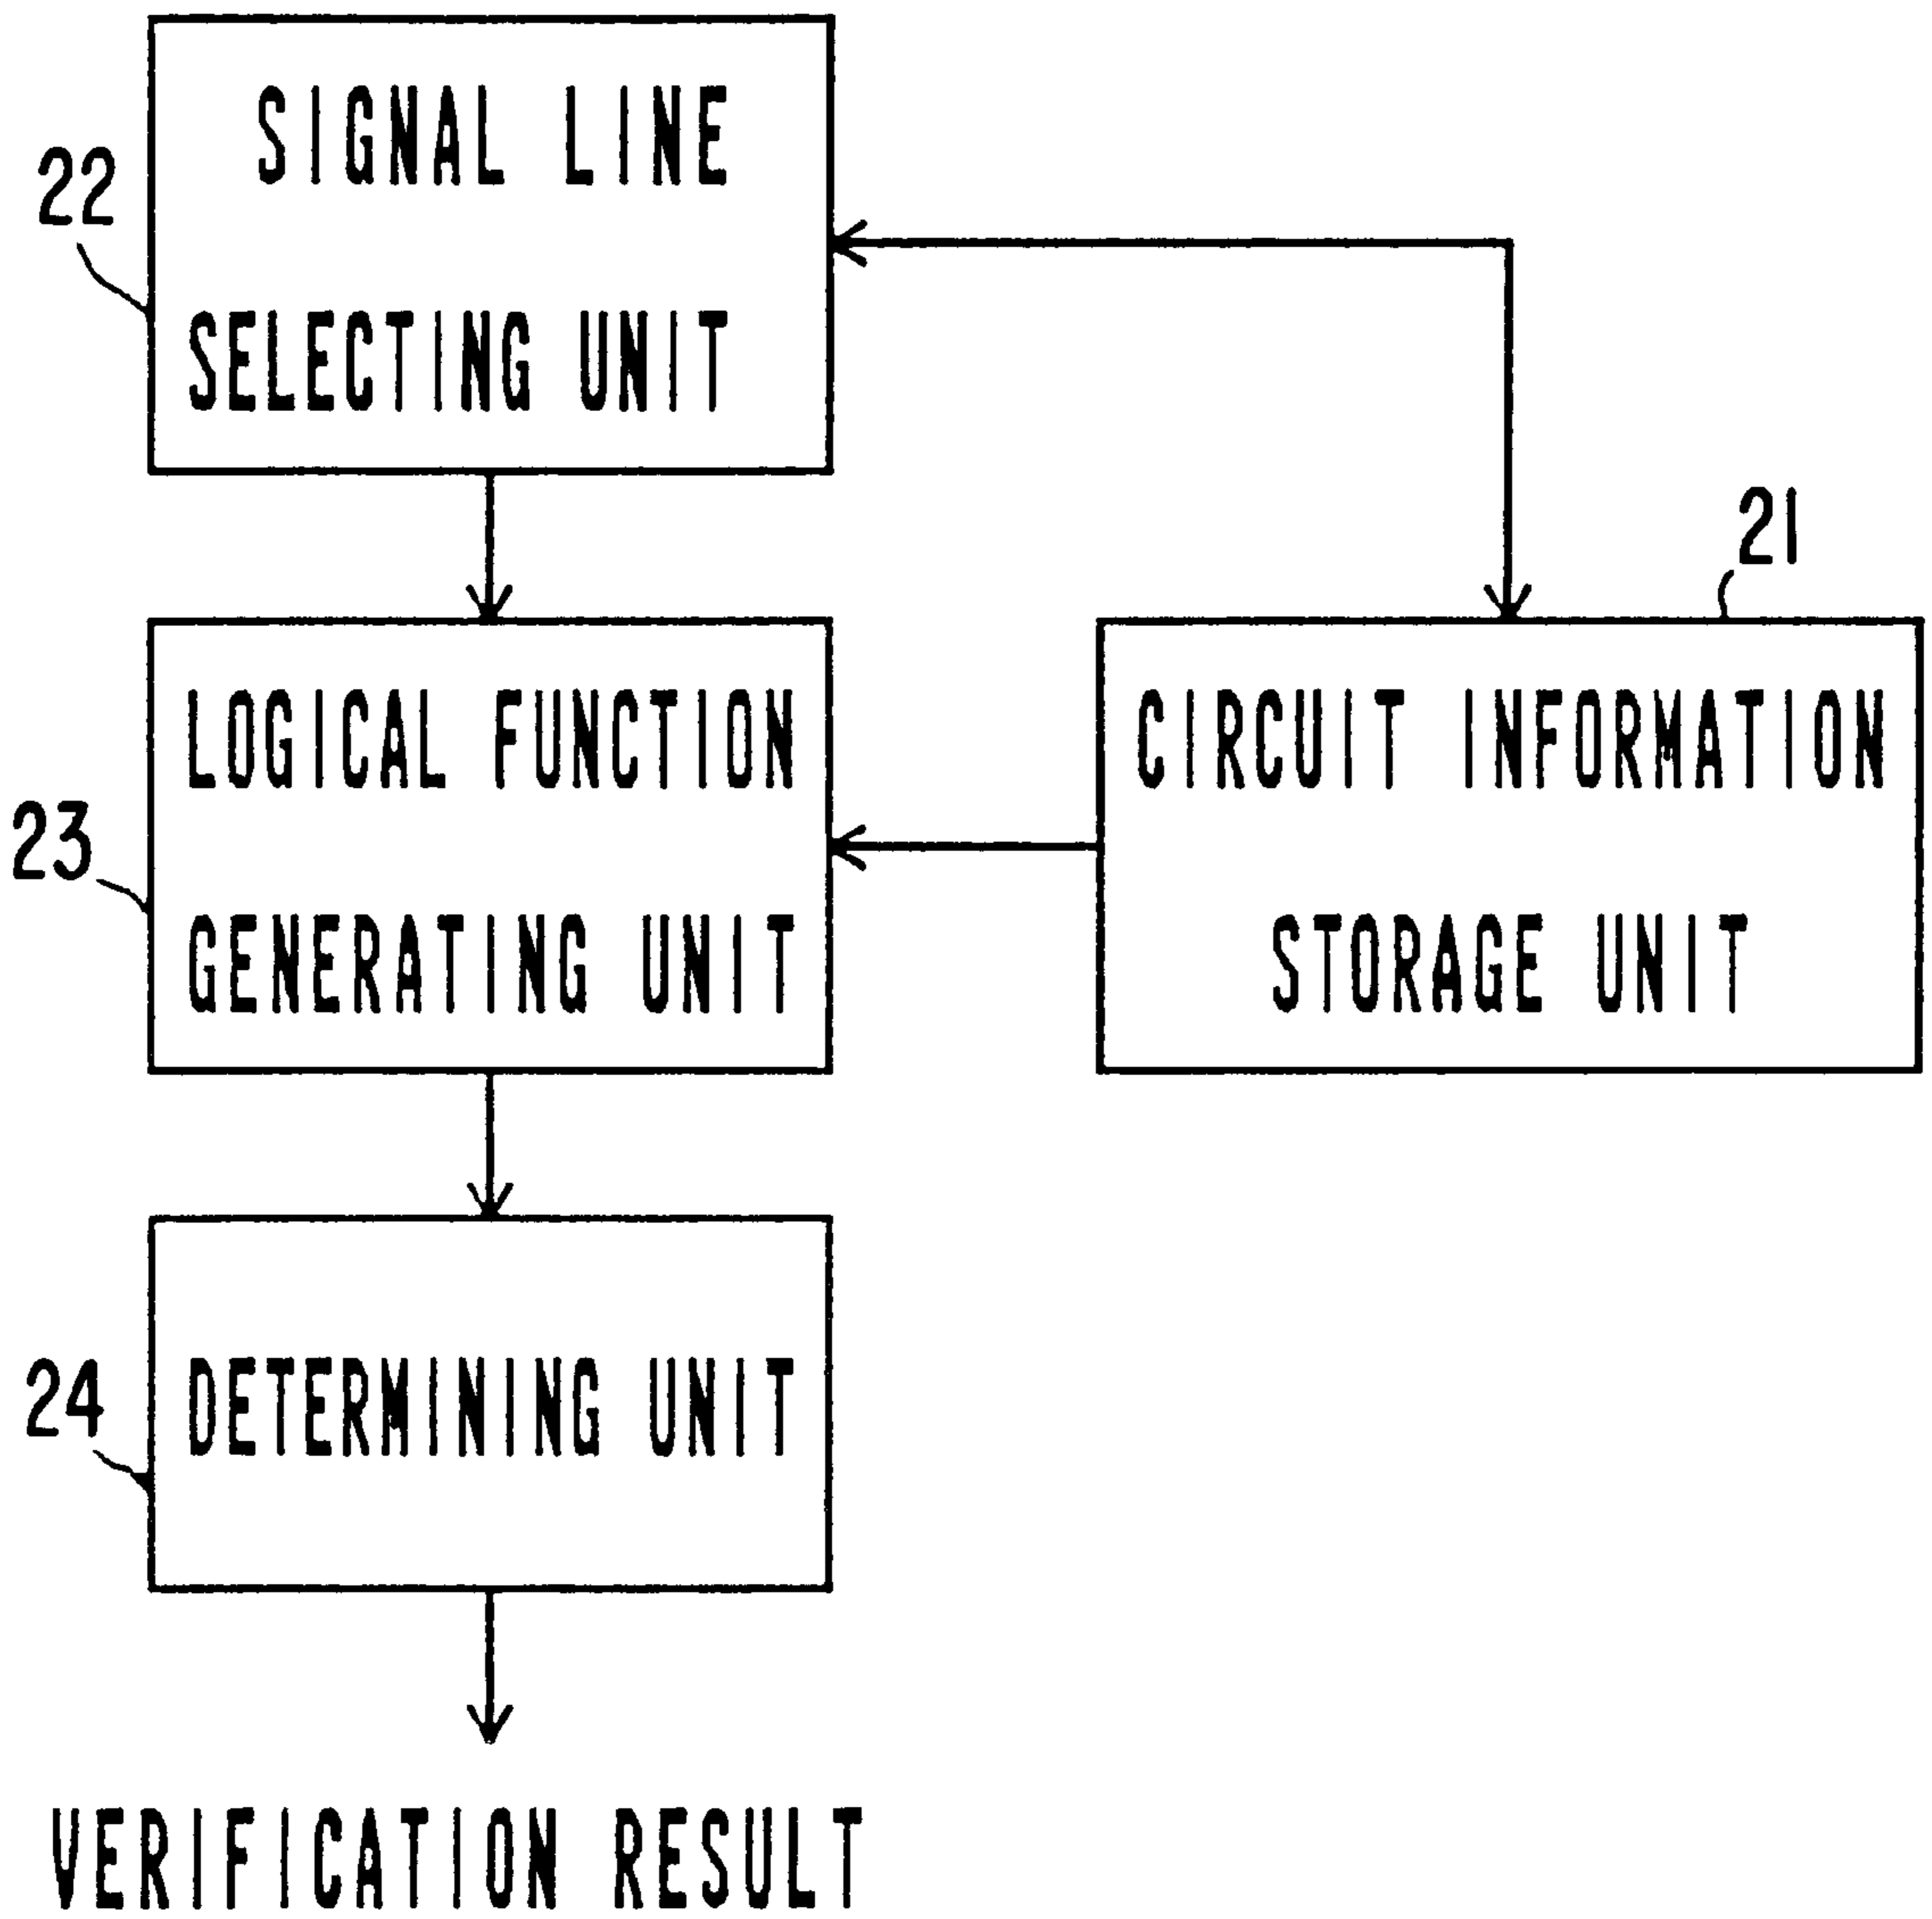 SIGNAL LINE
SELECTING UNIT
22
21
LOGICAL FUNCTION
GENERATING UNIT
23
CIRCUIT INFORMATION
STORAGE UNIT
DETERMINING UNIT
24
VERIFICATION RESULT